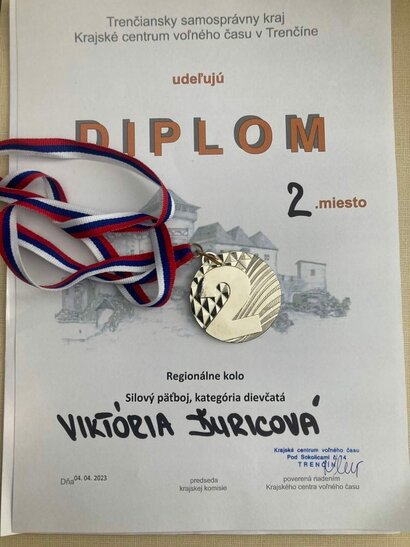 Trenčiansky samosprávny kraj
Krajské centrum voľného času v Trenčíne
udeľujú
DIPLOM
2 .miesto
2
Regionálne kolo
Silový päťboj, kategória dievčatá
VIKTÓRIA ĎURICOVÁ
Krajské centrum voľného času
Pod Sokolicami č. 14
TRENČÍN
Dňa 04. 04. 2023
predseda
krajskej komisie
poverená riadením
Krajského centra voľného času